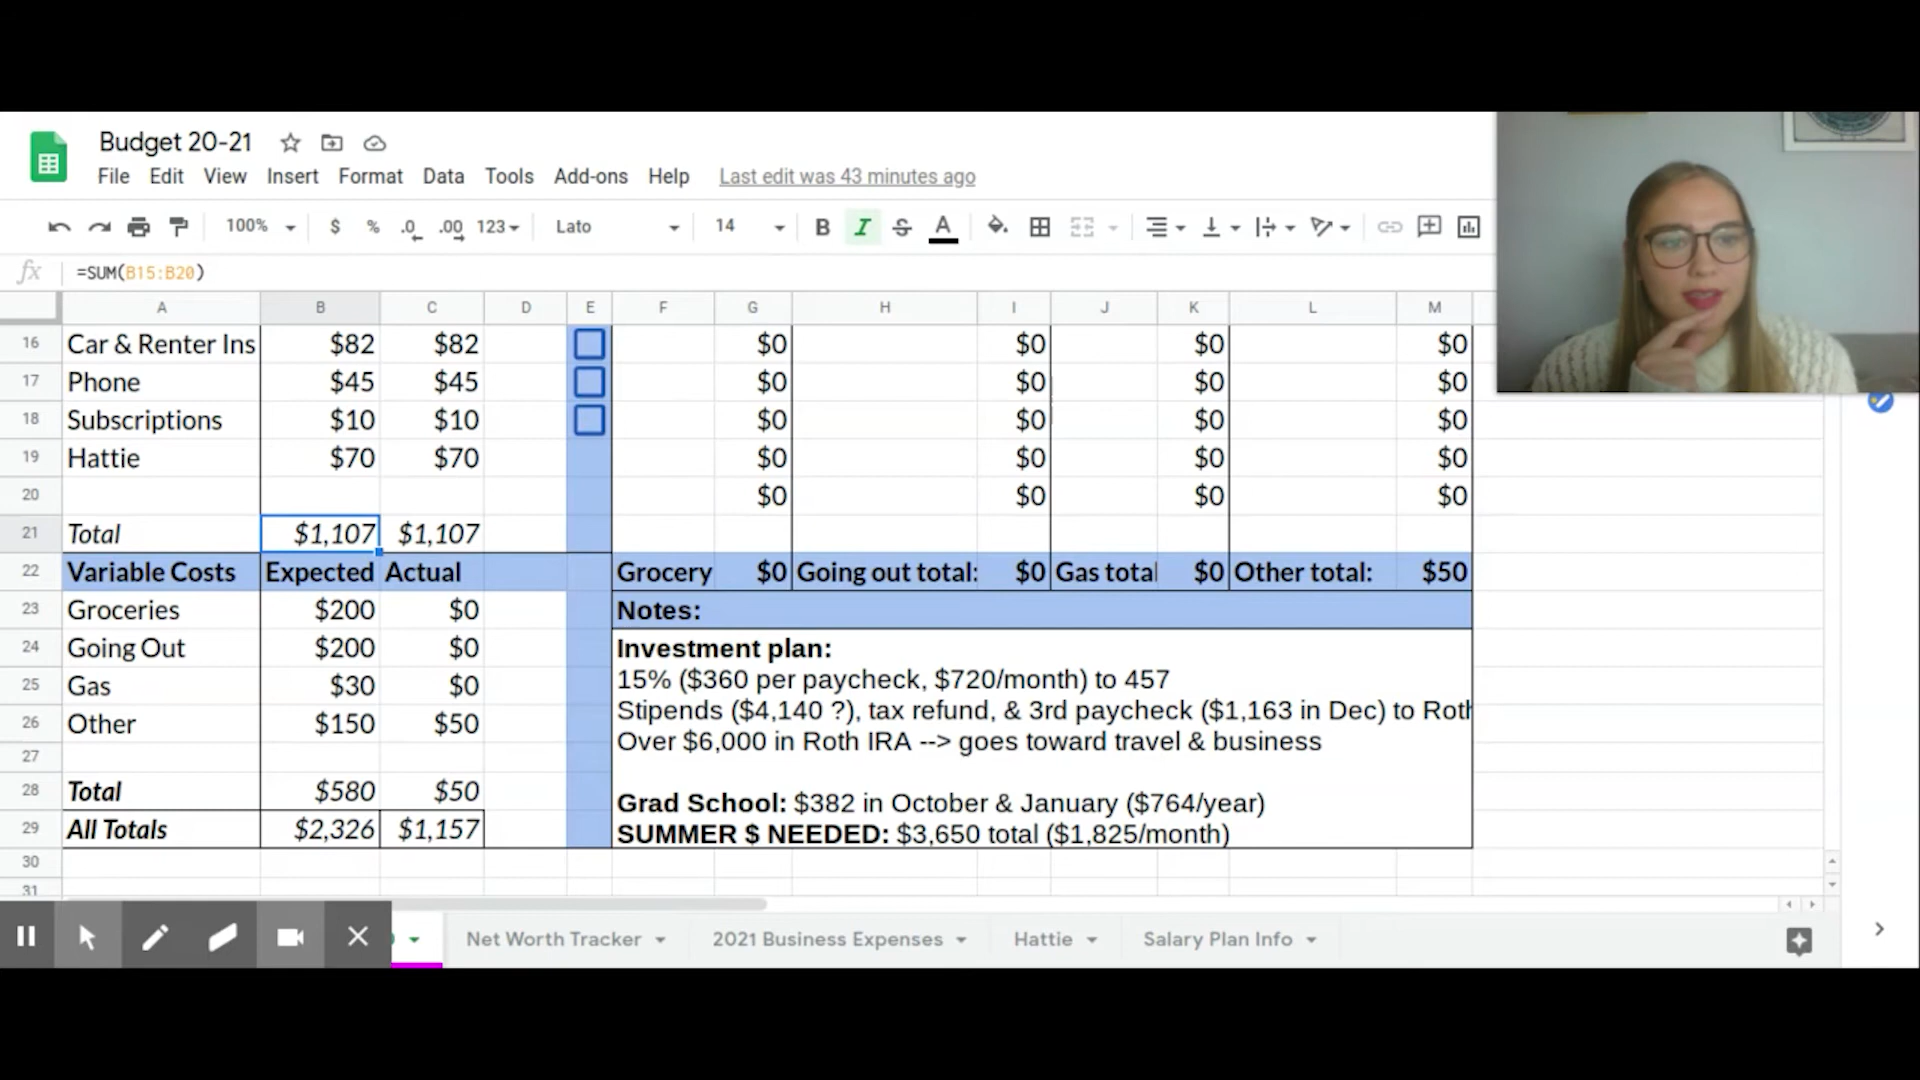 Budget 20-21
File Edit View Insert Format Data Tools Add-ons Help Last edit was 43 minutes ago
100% $ % .0 .00 123 Lato 14 B I S A
fx =SUM(B15:B20)
A B C D E F G H I J K L M
16 Car & Renter Ins $82 $82 $0 $0 $0 $0
17 Phone $45 $45 $0 $0 $0 $0
18 Subscriptions $10 $10 $0 $0 $0 $0
19 Hattie $70 $70 $0 $0 $0 $0
20 $0 $0 $0 $0
21 Total $1,107 $1,107
22 Variable Costs Expected Actual Grocery $0 Going out total: $0 Gas total $0 Other total: $50
23 Groceries $200 $0 Notes:
24 Going Out $200 $0 Investment plan:
15% ($360 per paycheck, $720/month) to 457
25 Gas $30 $0
Stipends ($4,140 ?), tax refund, & 3rd paycheck ($1,163 in Dec) to Roth
26 Other $150 $50
Over $6,000 in Roth IRA --> goes toward travel & business
27
28 Total $580 $50
Grad School: $382 in October & January ($764/year)
29 All Totals $2,326 $1,157 SUMMER $ NEEDED: $3,650 total ($1,825/month)
30
31
Net Worth Tracker 2021 Business Expenses Hattie Salary Plan Info